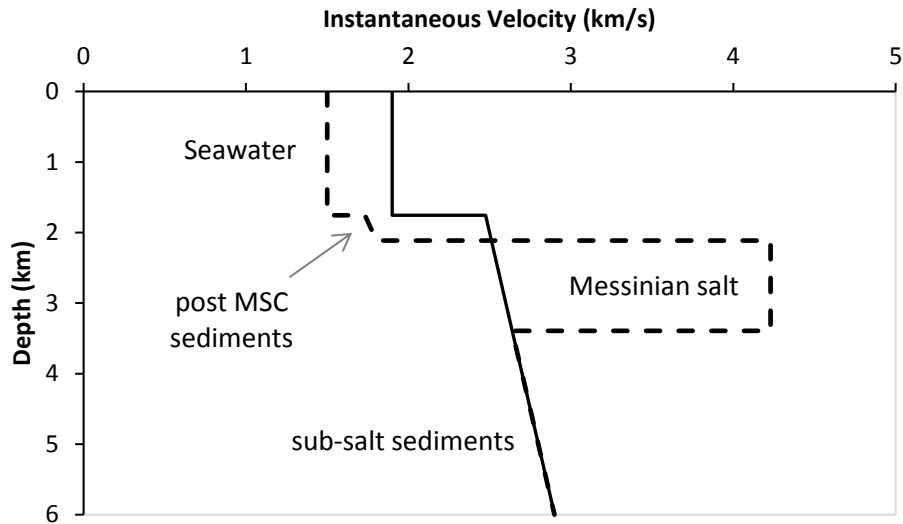 Instantaneous Velocity (km/s)
0 1 2 3 4 5
0
1
2
3
4
5
6
Depth (km)
Seawater
post MSC
sediments
Messinian salt
sub-salt sediments